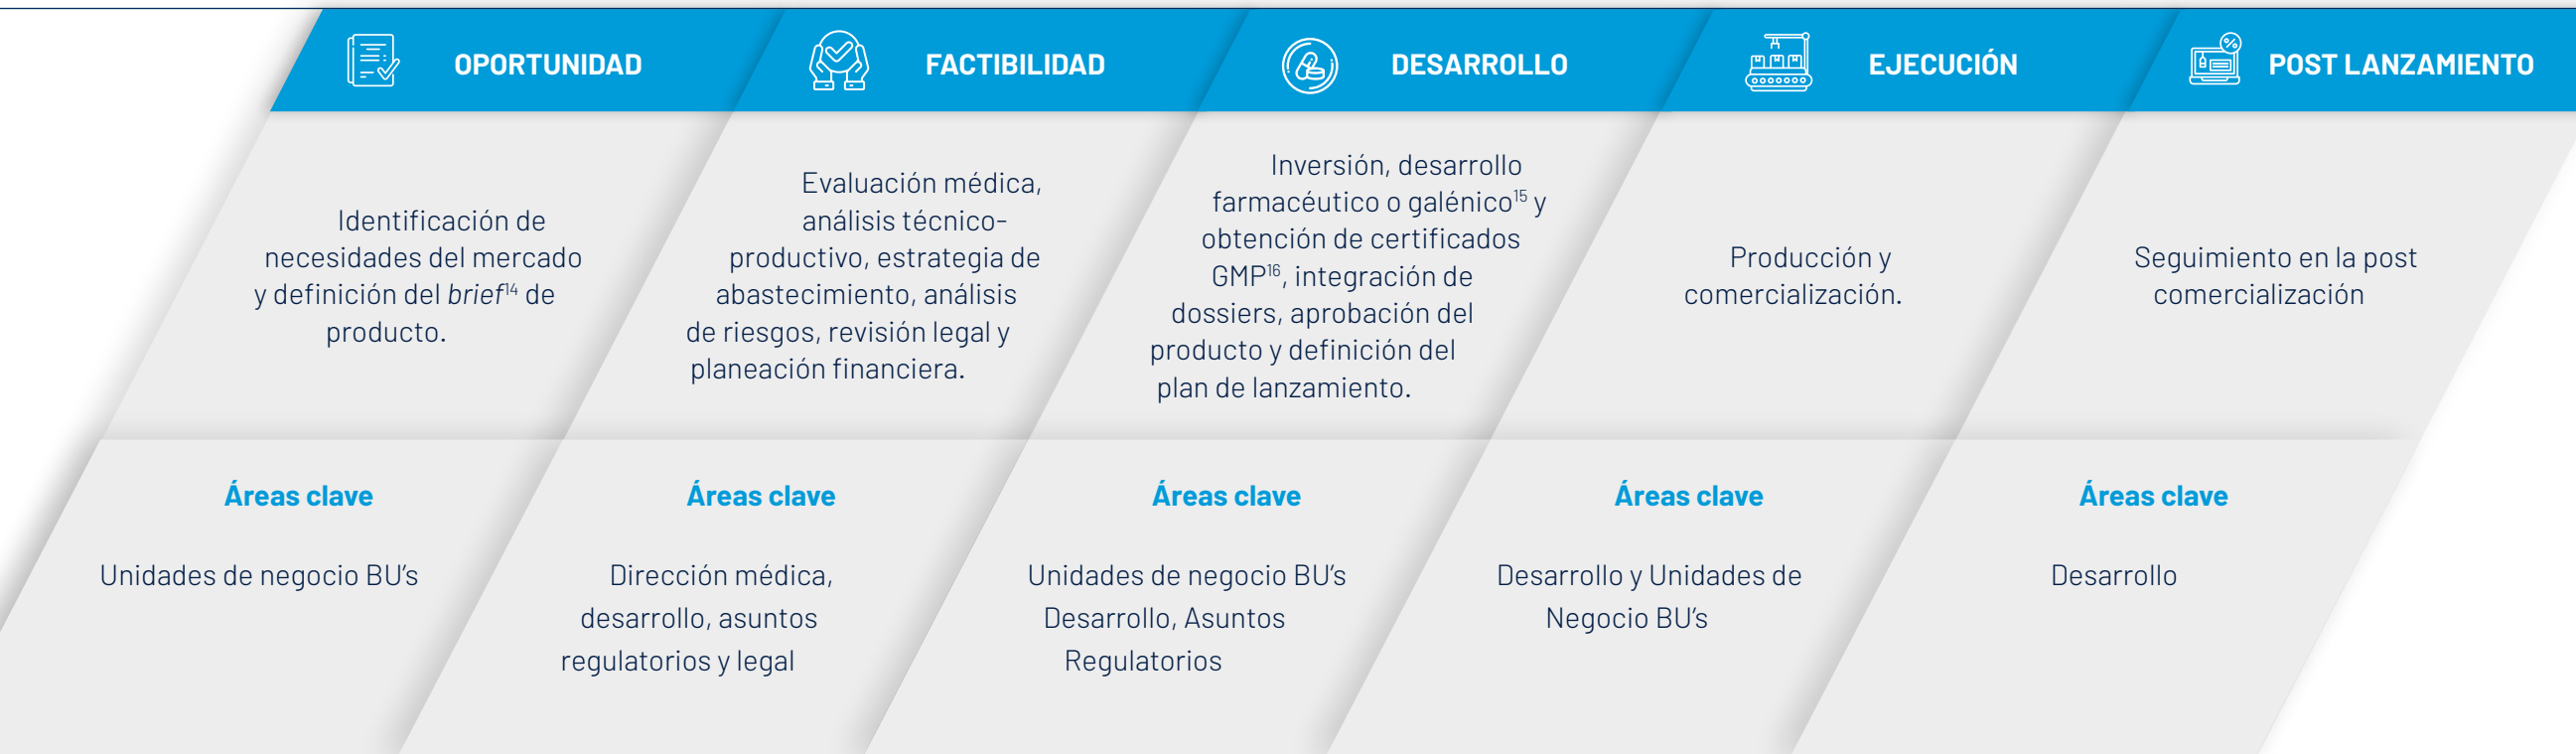 OPORTUNIDAD
Identificación de
necesidades del mercado
y definición del brief14 de
producto.
Áreas clave
Unidades de negocio BU’s
FACTIBILIDAD
Evaluación médica,
análisis técnico-
productivo, estrategia de
abastecimiento, análisis
de riesgos, revisión legal y
planeación financiera.
Áreas clave
Dirección médica,
desarrollo, asuntos
regulatorios y legal
DESARROLLO
Inversión, desarrollo
farmacéutico o galénico15 y
obtención de certificados
GMP16, integración de
dossiers, aprobación del
producto y definición del
plan de lanzamiento.
Áreas clave
Unidades de negocio BU’s
Desarrollo, Asuntos
Regulatorios
EJECUCIÓN
Producción y
comercialización.
Áreas clave
Desarrollo y Unidades de
Negocio BU’s
POST LANZAMIENTO
%
Seguimiento en la post
comercialización
Áreas clave
Desarrollo